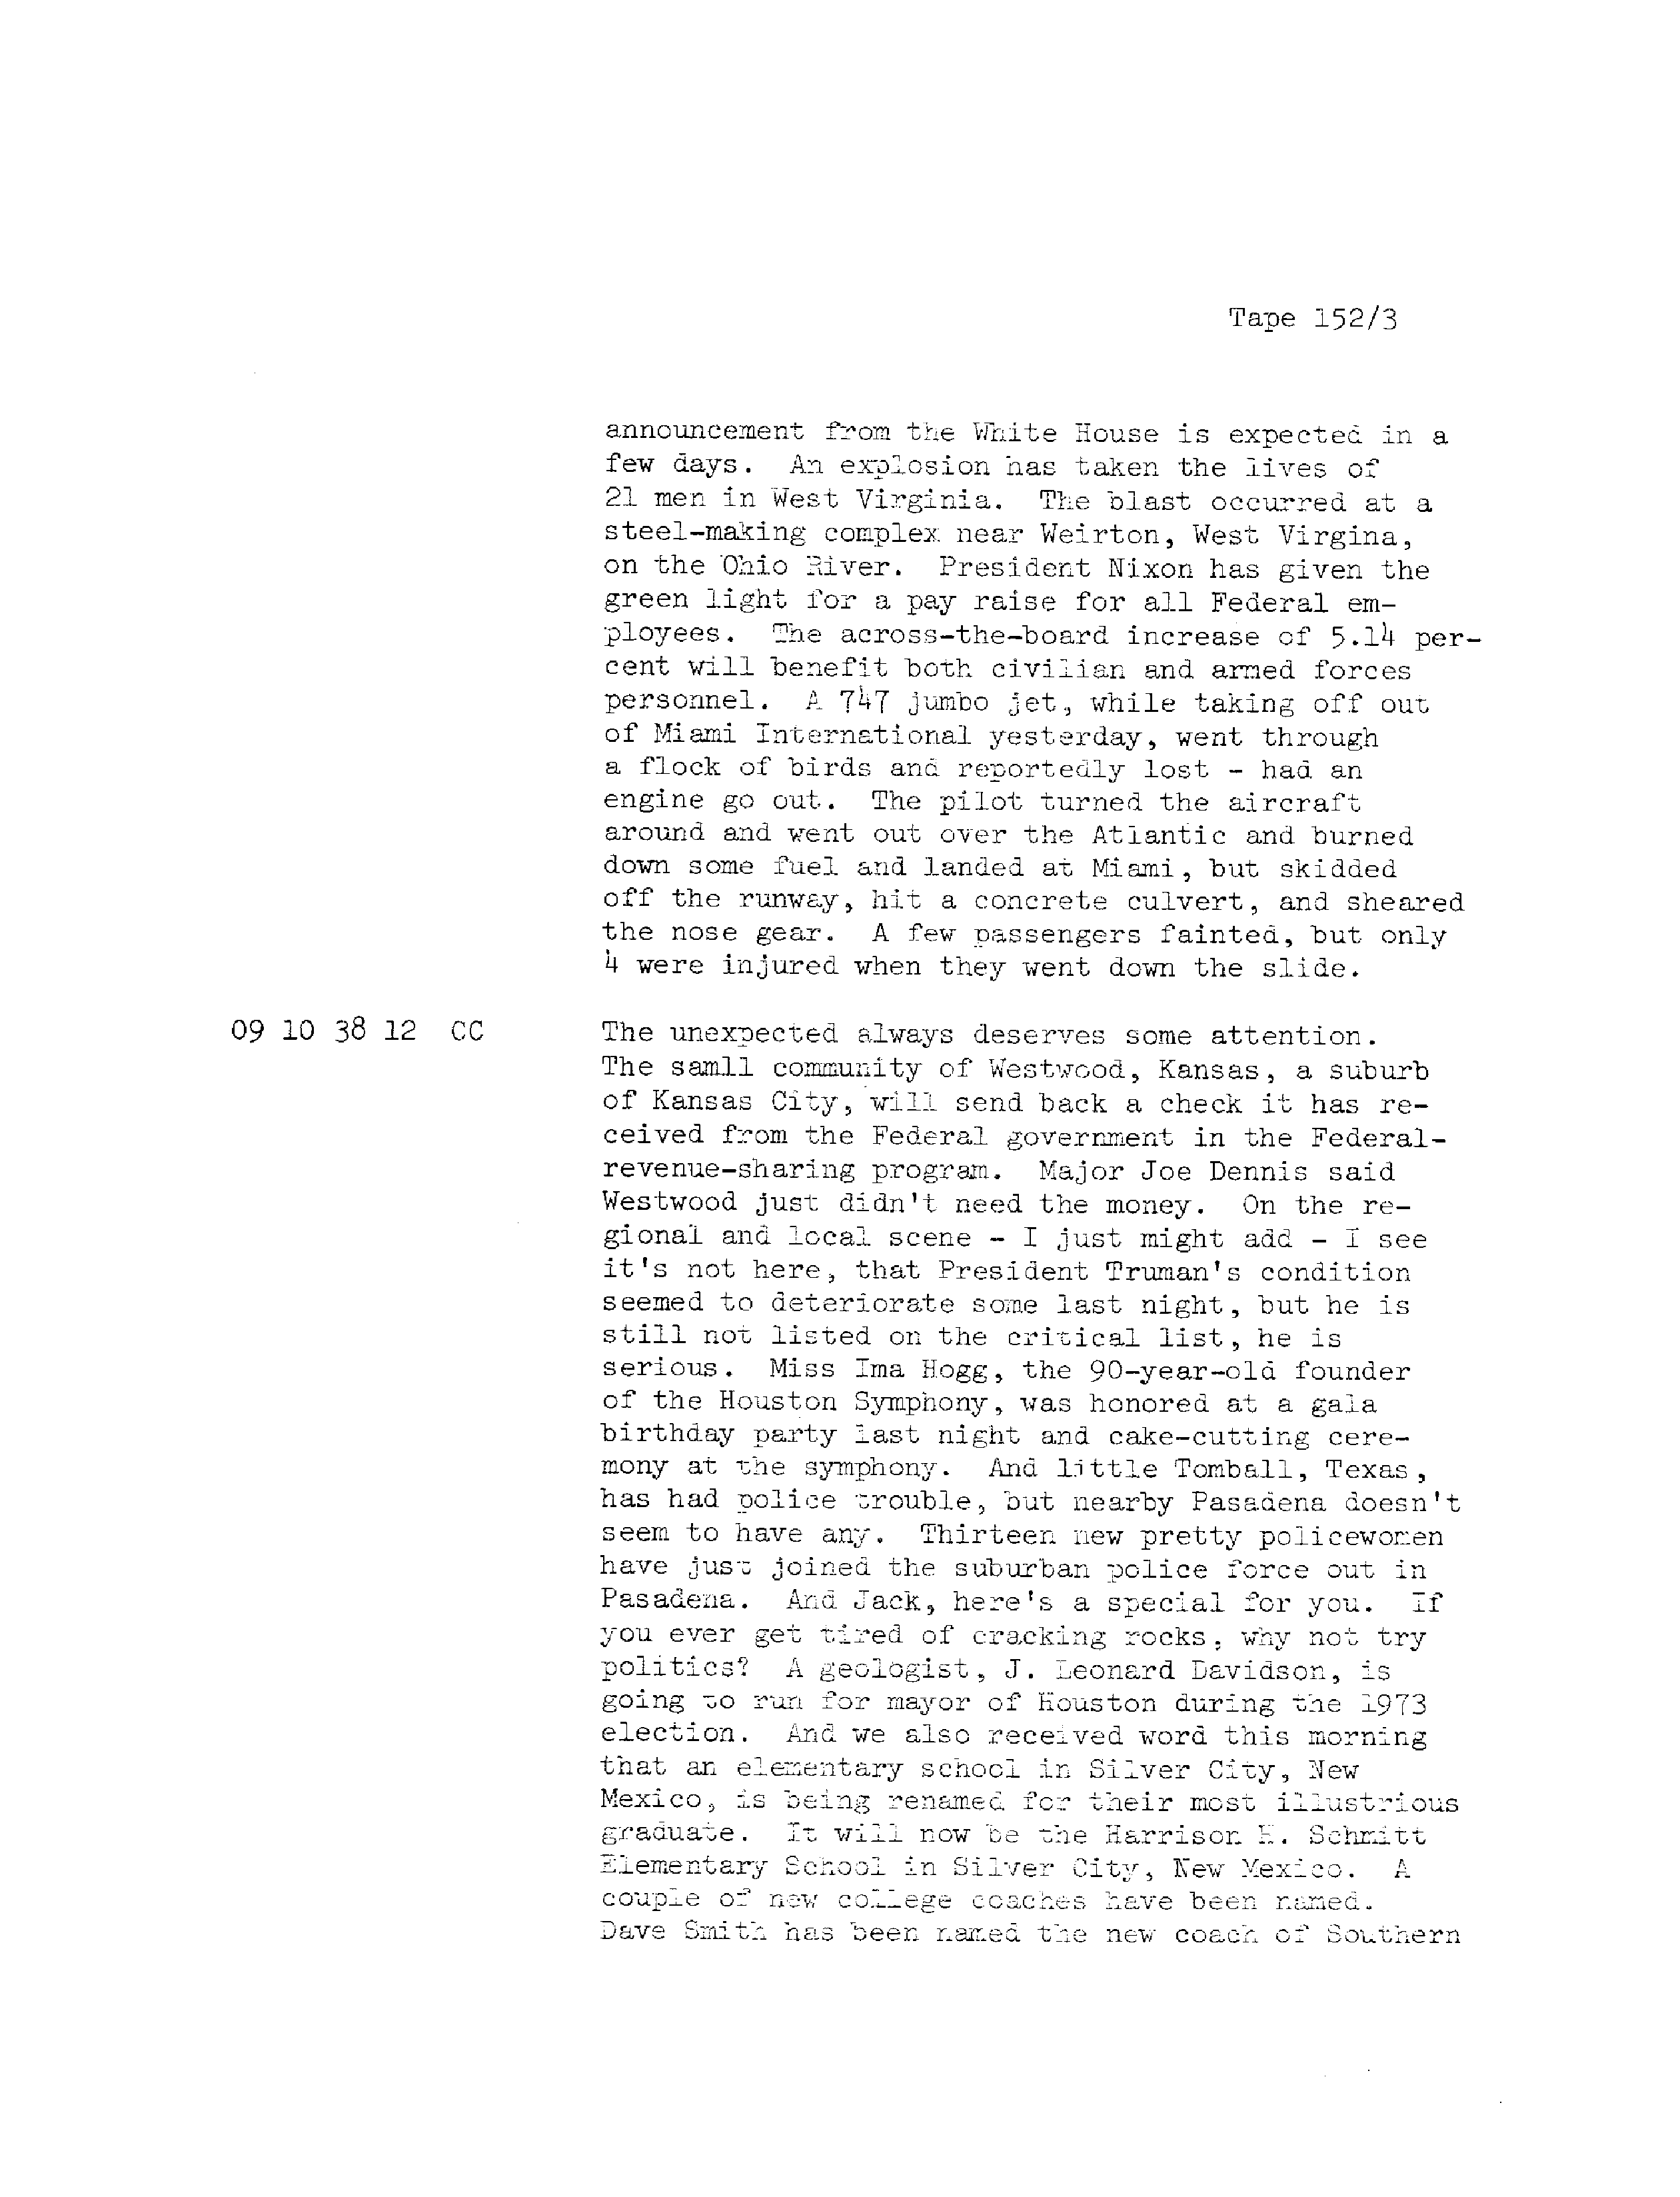 Tape 152/3
announcement from the White House is expected in a
few days. An explosion has taken the lives of
21 men in West Virginia. The blast occurred at a
steel-making complex near Weirton, West Virgina,
on the Ohio River. President Nixon has given the
green light for a pay raise for all Federal em-
ployees. The across-the-board increase of 5.14 per-
cent will benefit both civilian and armed forces
personnel. A 747 jumbo jet, while taking off out
of Miami International yesterday, went through
a flock of birds and reportedly lost - had an
engine go out. The pilot turned the aircraft
around and went out over the Atlantic and burned
down some fuel and landed at Miami, but skidded
off the runway, hit a concrete culvert, and sheared
the nose gear. A few passengers fainted, but only
4 were injured when they went down the slide.
09 10 38 12 CC The unexpected always deserves some attention.
The samll community of Westwood, Kansas, a suburb
of Kansas City, will send back a check it has re-
ceived from the Federal government in the Federal-
revenue-sharing program. Major Joe Dennis said
Westwood just didn't need the money. On the re-
gional and local scene - I just might add - I see
it's not here, that President Truman's condition
seemed to deteriorate some last night, but he is
still not listed on the critical list, he is
serious. Miss Ima Hogg, the 90-year-old founder
of the Houston Symphony, was honored at a gala
birthday party last night and cake-cutting cere-
mony at the symphony. And little Tomball, Texas,
has had police trouble, but nearby Pasadena doesn't
seem to have any. Thirteen new pretty policewomen
have just joined the suburban police force out in
Pasadena. And Jack, here's a special for you. If
you ever get tired of cracking rocks, why not try
politics? A geologist, J. Leonard Davidson, is
going to run for mayor of Houston during the 1973
election. And we also received word this morning
that an elementary school in Silver City, New
Mexico, is being renamed for their most illustrious
graduate. It will now be the Harrison H. Schmitt
Elementary School in Silver City, New Mexico. A
couple of new college coaches have been named.
Dave Smith has been named the new coach of Southern